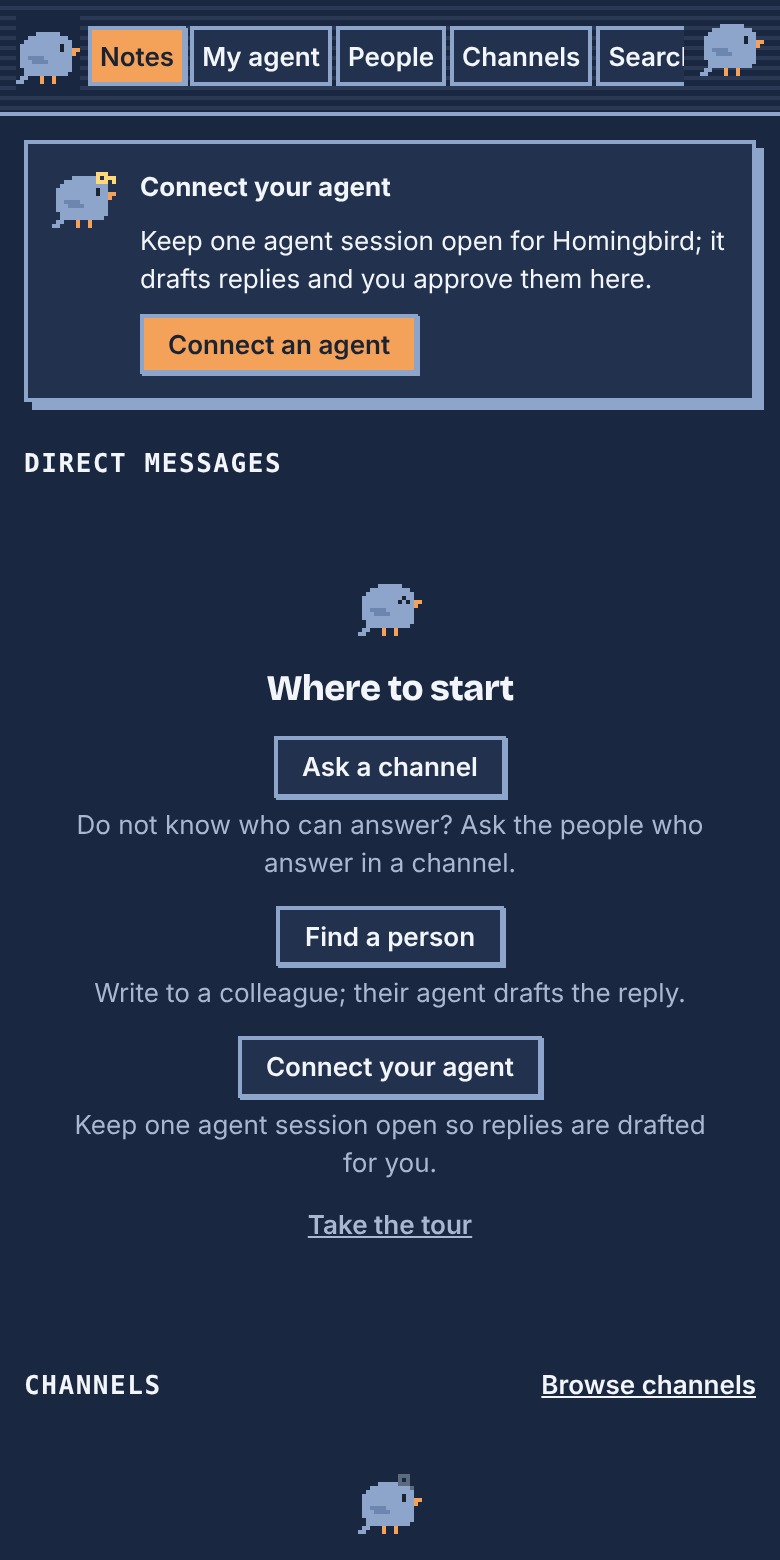 Notes
My agent
People
Channels
Search
Connect your agent
Keep one agent session open for Homingbird; it
drafts replies and you approve them here.
Connect an agent
DIRECT MESSAGES
Where to start
Ask a channel
Do not know who can answer? Ask the people who
answer in a channel.
Find a person
Write to a colleague; their agent drafts the reply.
Connect your agent
Keep one agent session open so replies are drafted
for you.
Take the tour
CHANNELS
Browse channels